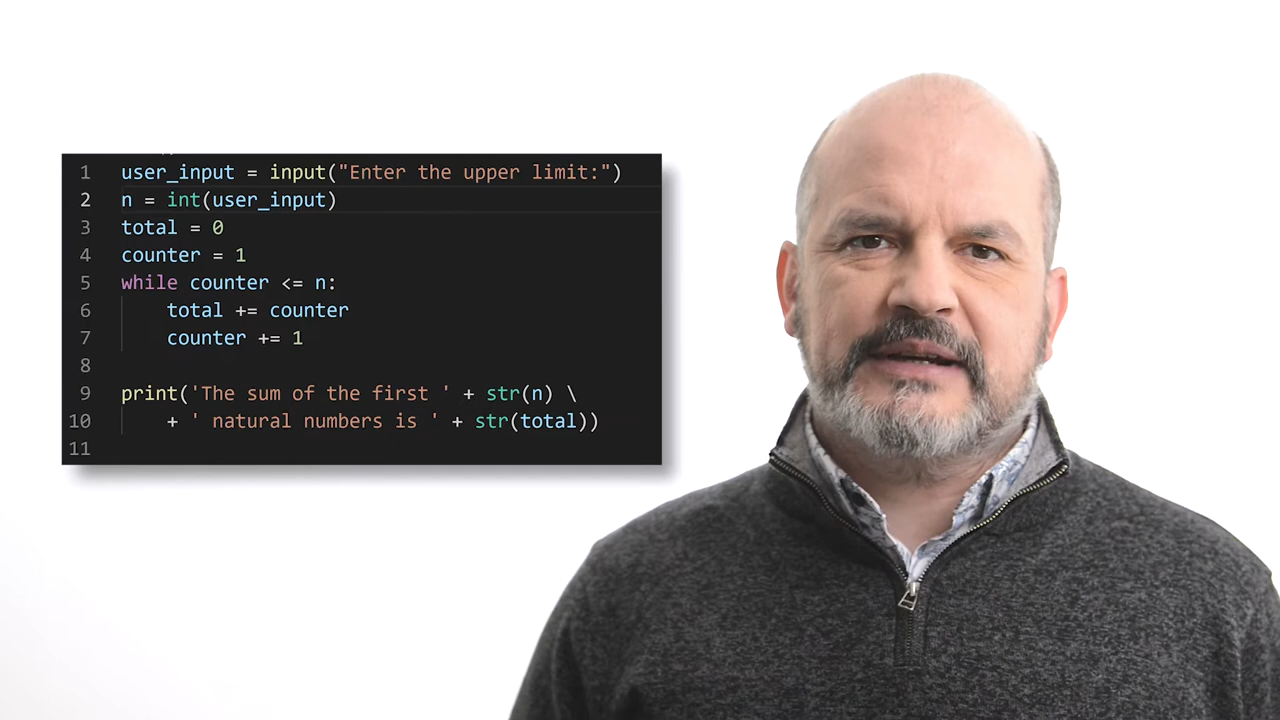 1 user_input = input("Enter the upper limit:")
2 n = int(user_input)
3 total = 0
4 counter = 1
5 while counter <= n:
6     total += counter
7     counter += 1
8
9 print('The sum of the first ' + str(n) \
10     + ' natural numbers is ' + str(total))
11